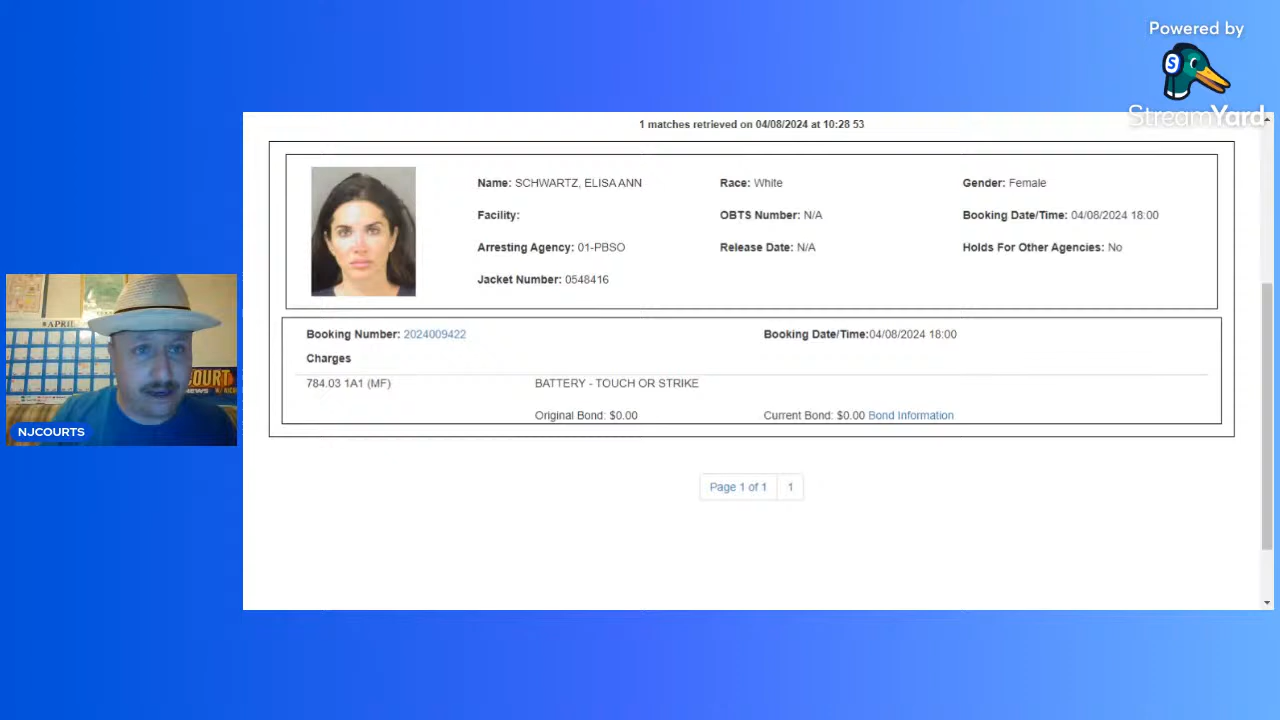 Powered by
StreamYard
1 matches retrieved on 04/08/2024 at 10:28 53
Name: SCHWARTZ, ELISA ANN
Race: White
Gender: Female
Facility:
OBTS Number: N/A
Booking Date/Time: 04/08/2024 18:00
Arresting Agency: 01-PBSO
Release Date: N/A
Holds For Other Agencies: No
Jacket Number: 0548416
Booking Number: 2024009422
Booking Date/Time:04/08/2024 18:00
Charges
784.03 1A1 (MF)
BATTERY - TOUCH OR STRIKE
Original Bond: $0.00
Current Bond: $0.00 Bond Information
Page 1 of 1
1
APRIL
COURT
NEWS
NJCOURTS